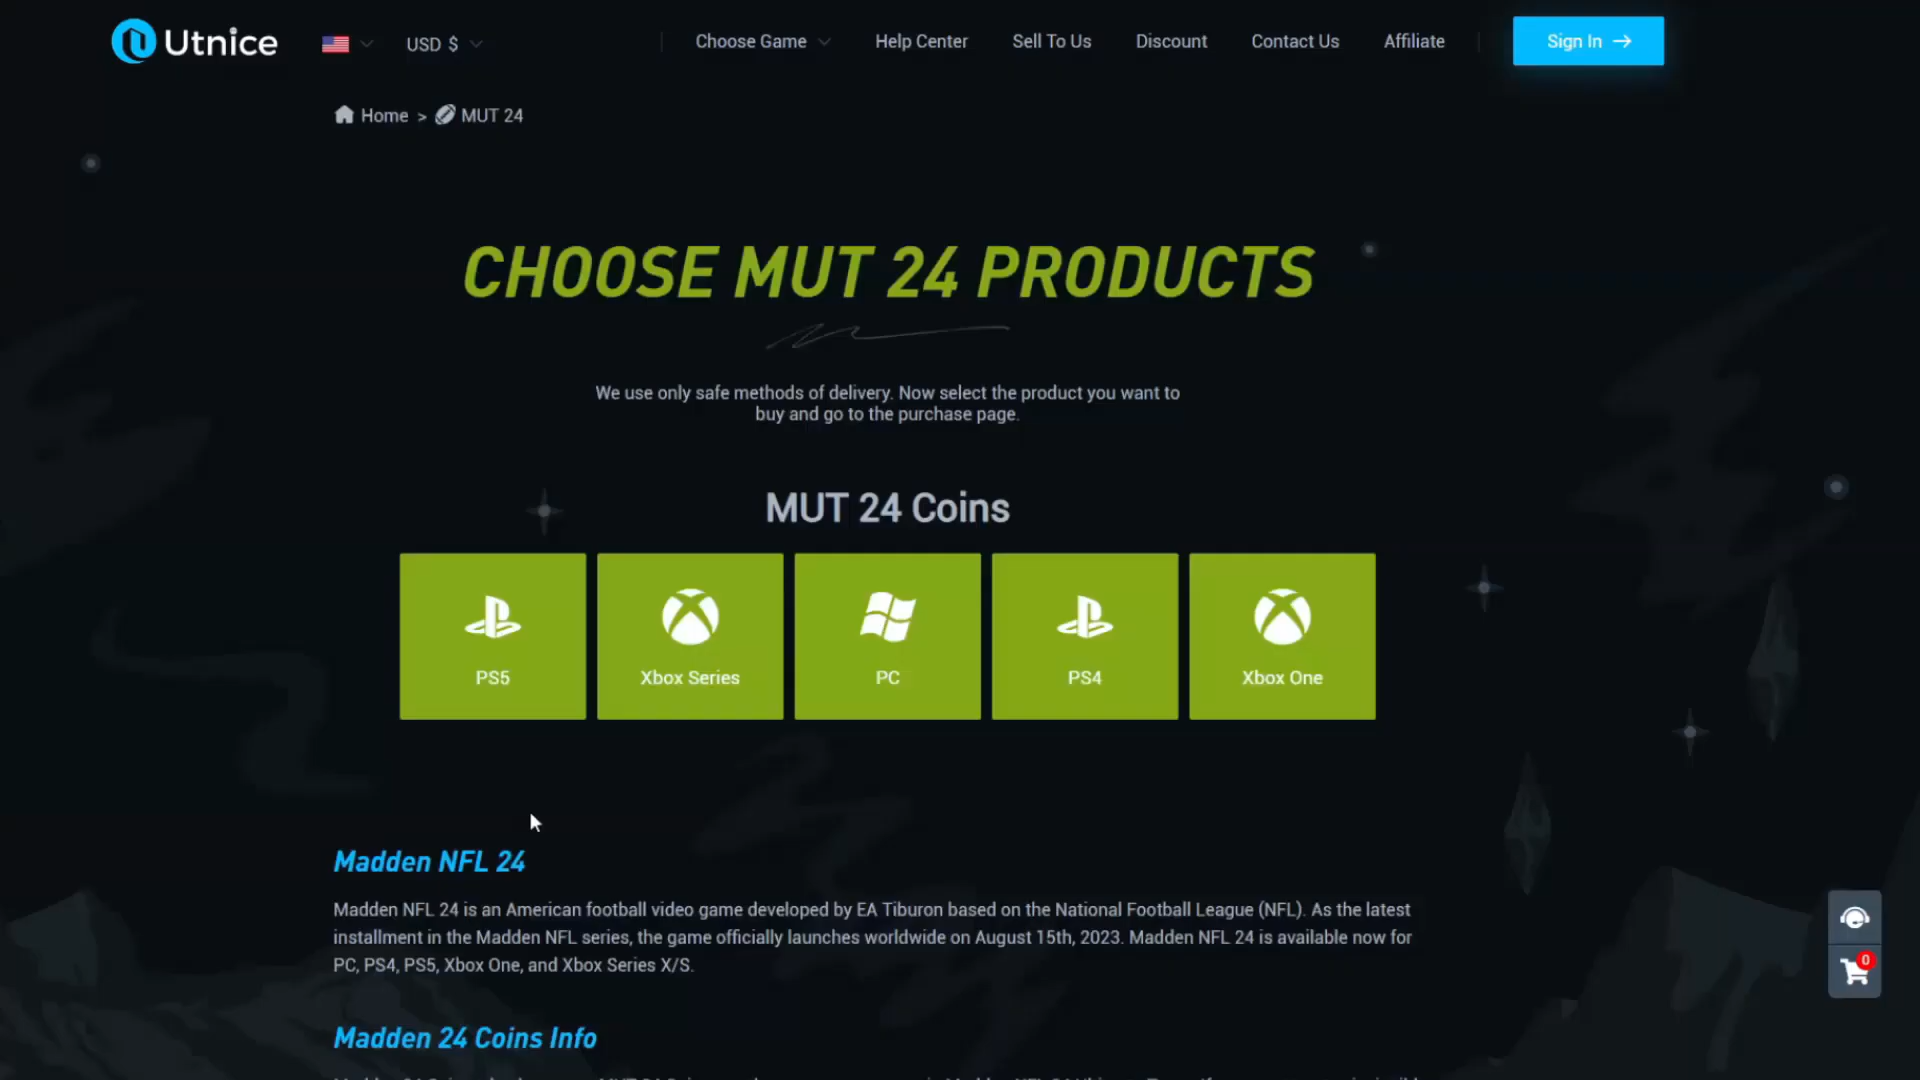 Utnice
USD $
Choose Game
Help Center
Sell To Us
Discount
Contact Us
Affiliate
Sign In
Home > MUT 24
CHOOSE MUT 24 PRODUCTS
We use only safe methods of delivery. Now select the product you want to
buy and go to the purchase page.
MUT 24 Coins
PS5
Xbox Series
PC
PS4
Xbox One
Madden NFL 24
Madden NFL 24 is an American football video game developed by EA Tiburon based on the National Football League (NFL). As the latest
installment in the Madden NFL series, the game officially launches worldwide on August 15th, 2023. Madden NFL 24 is available now for
PC, PS4, PS5, Xbox One, and Xbox Series X/S.
0
Madden 24 Coins Info